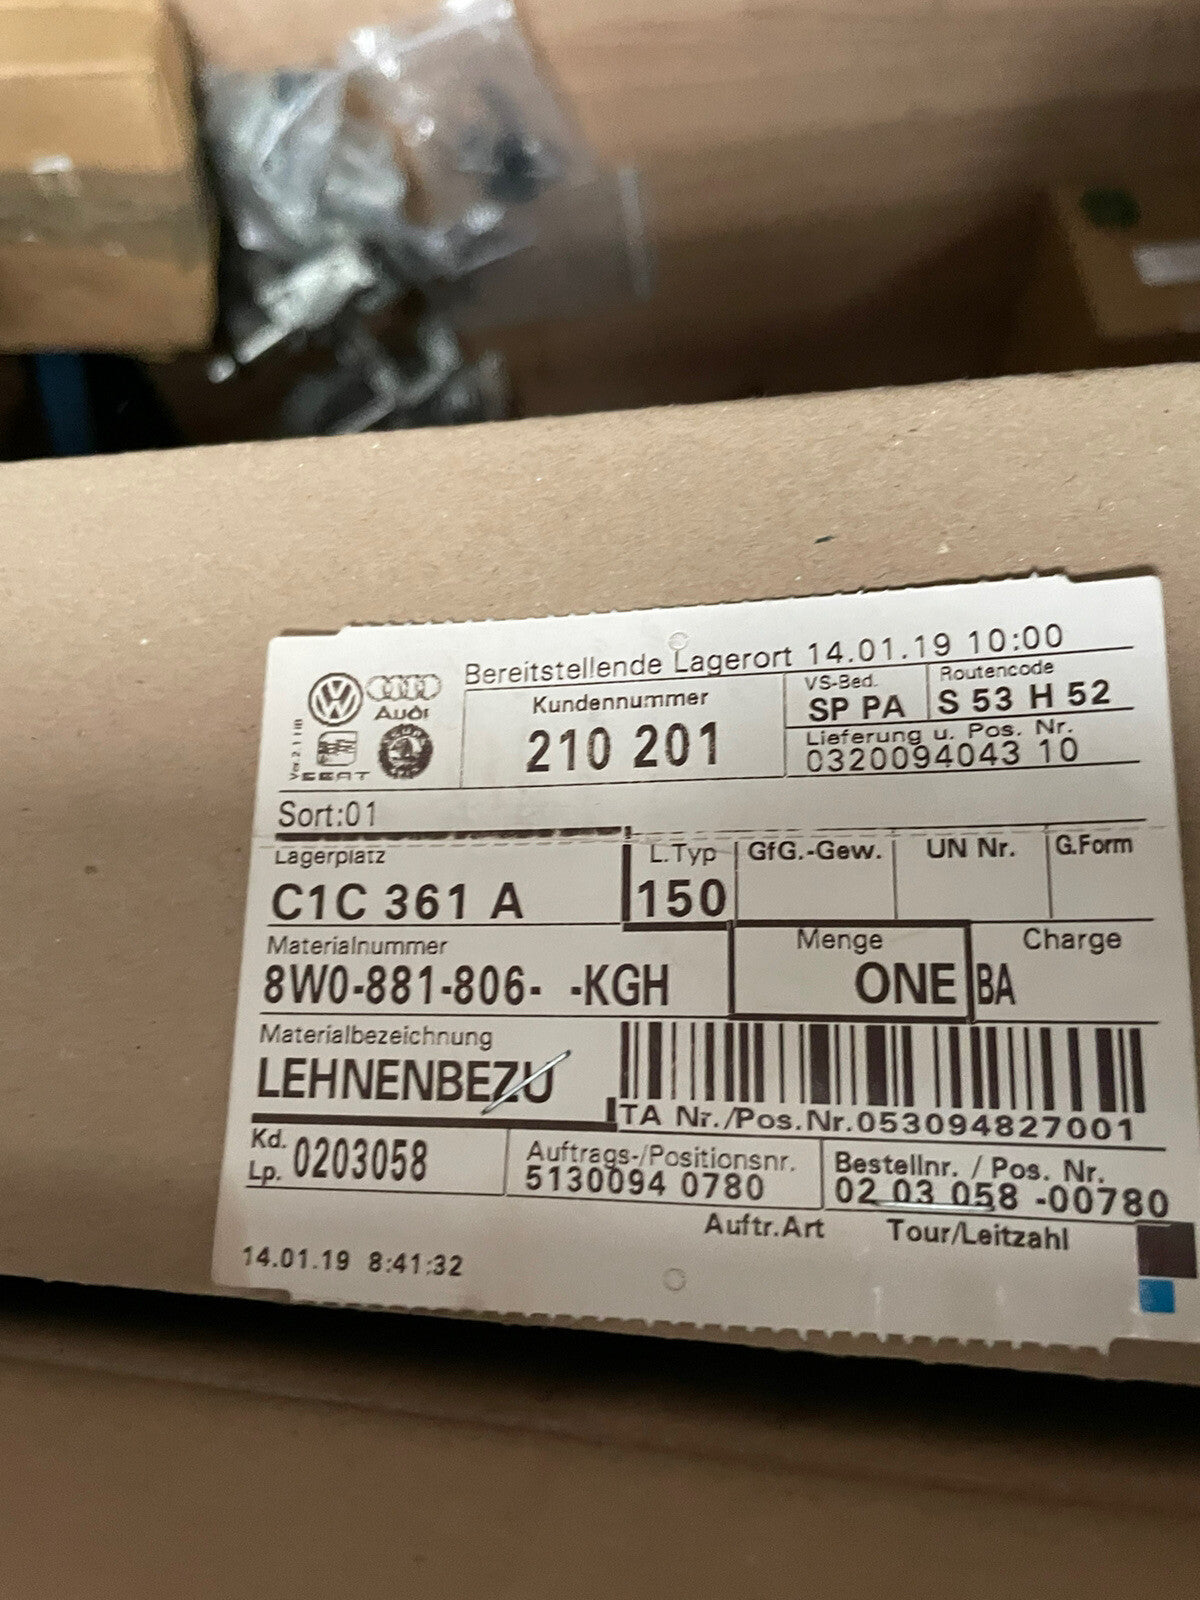 Bereitstellende Lagerort 14.01.19 10:00
Audi
SEAT
Ver.2.1 HB
Kundennummer
210 201
VS-Bed.
SP PA
Routencode
S 53 H 52
Lieferung u. Pos. Nr.
0320094043 10
Sort:01
Lagerplatz
C1C 361 A
L.Typ
150
GfG.-Gew.
UN Nr.
G.Form
Materialnummer
8W0-881-806- -KGH
Menge
ONE
Charge
BA
Materialbezeichnung
LEHNENBEZU
TA Nr./Pos.Nr.053094827001
Kd.
Lp. 0203058
Auftrags-/Positionsnr.
5130094 0780
Bestellnr. / Pos. Nr.
02 03 058 -00780
Auftr.Art
Tour/Leitzahl
14.01.19 8:41:32